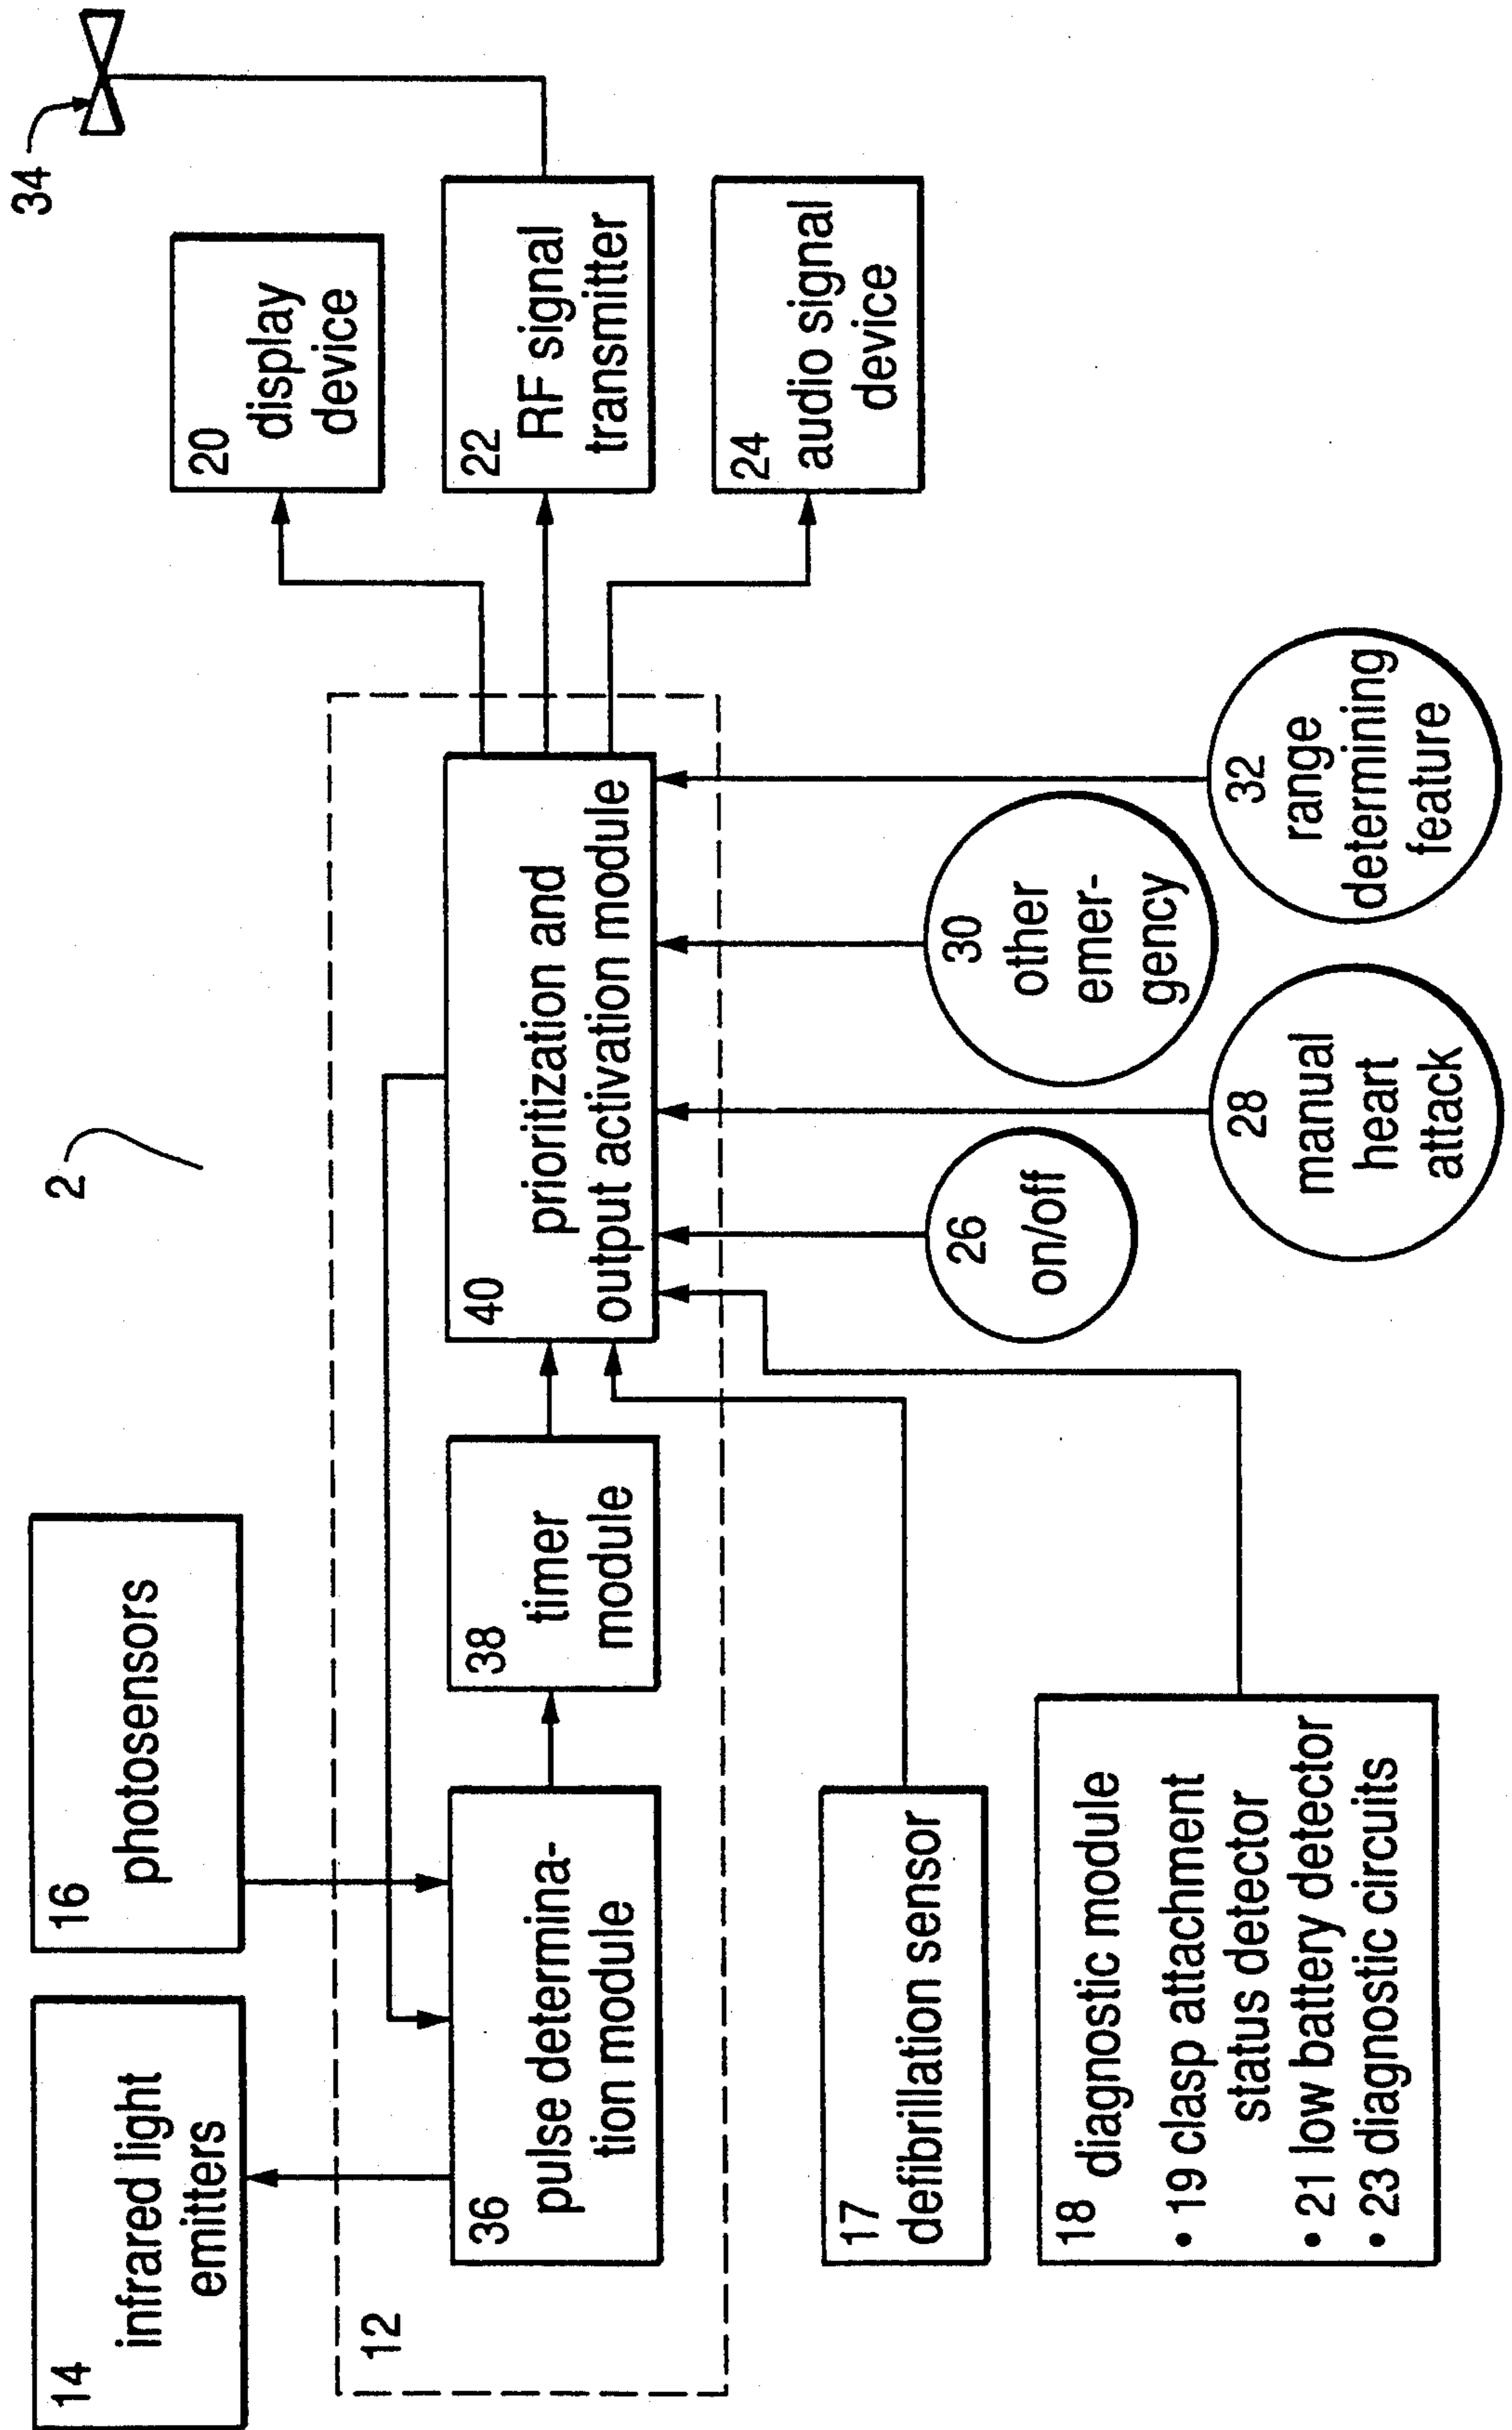 2
34
14
infrared light
emitters
16
photosensors
20
display
device
22
RF signal
transmitter
24
audio signal
device
12
36
pulse determina-
tion module
38
timer
module
40
prioritization and
output activation module
17
defibrillation sensor
18
diagnostic module
• 19 clasp attachment
status detector
• 21 low battery detector
• 23 diagnostic circuits
26
on/off
28
manual
heart
attack
30
other
emer-
gency
32
range
determining
feature